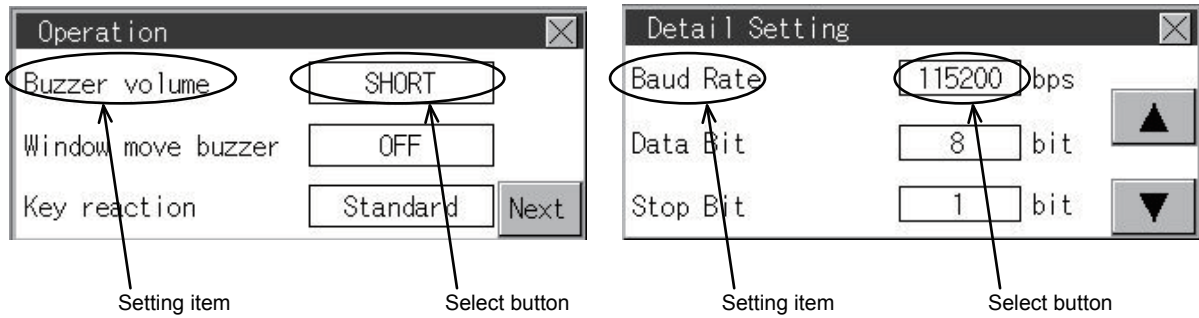 Operation
Buzzer volume SHORT
Window move buzzer OFF
Key reaction Standard Next
Setting item Select button
Detail Setting
Baud Rate 115200 bps
Data Bit 8 bit
Stop Bit 1 bit
Setting item Select button